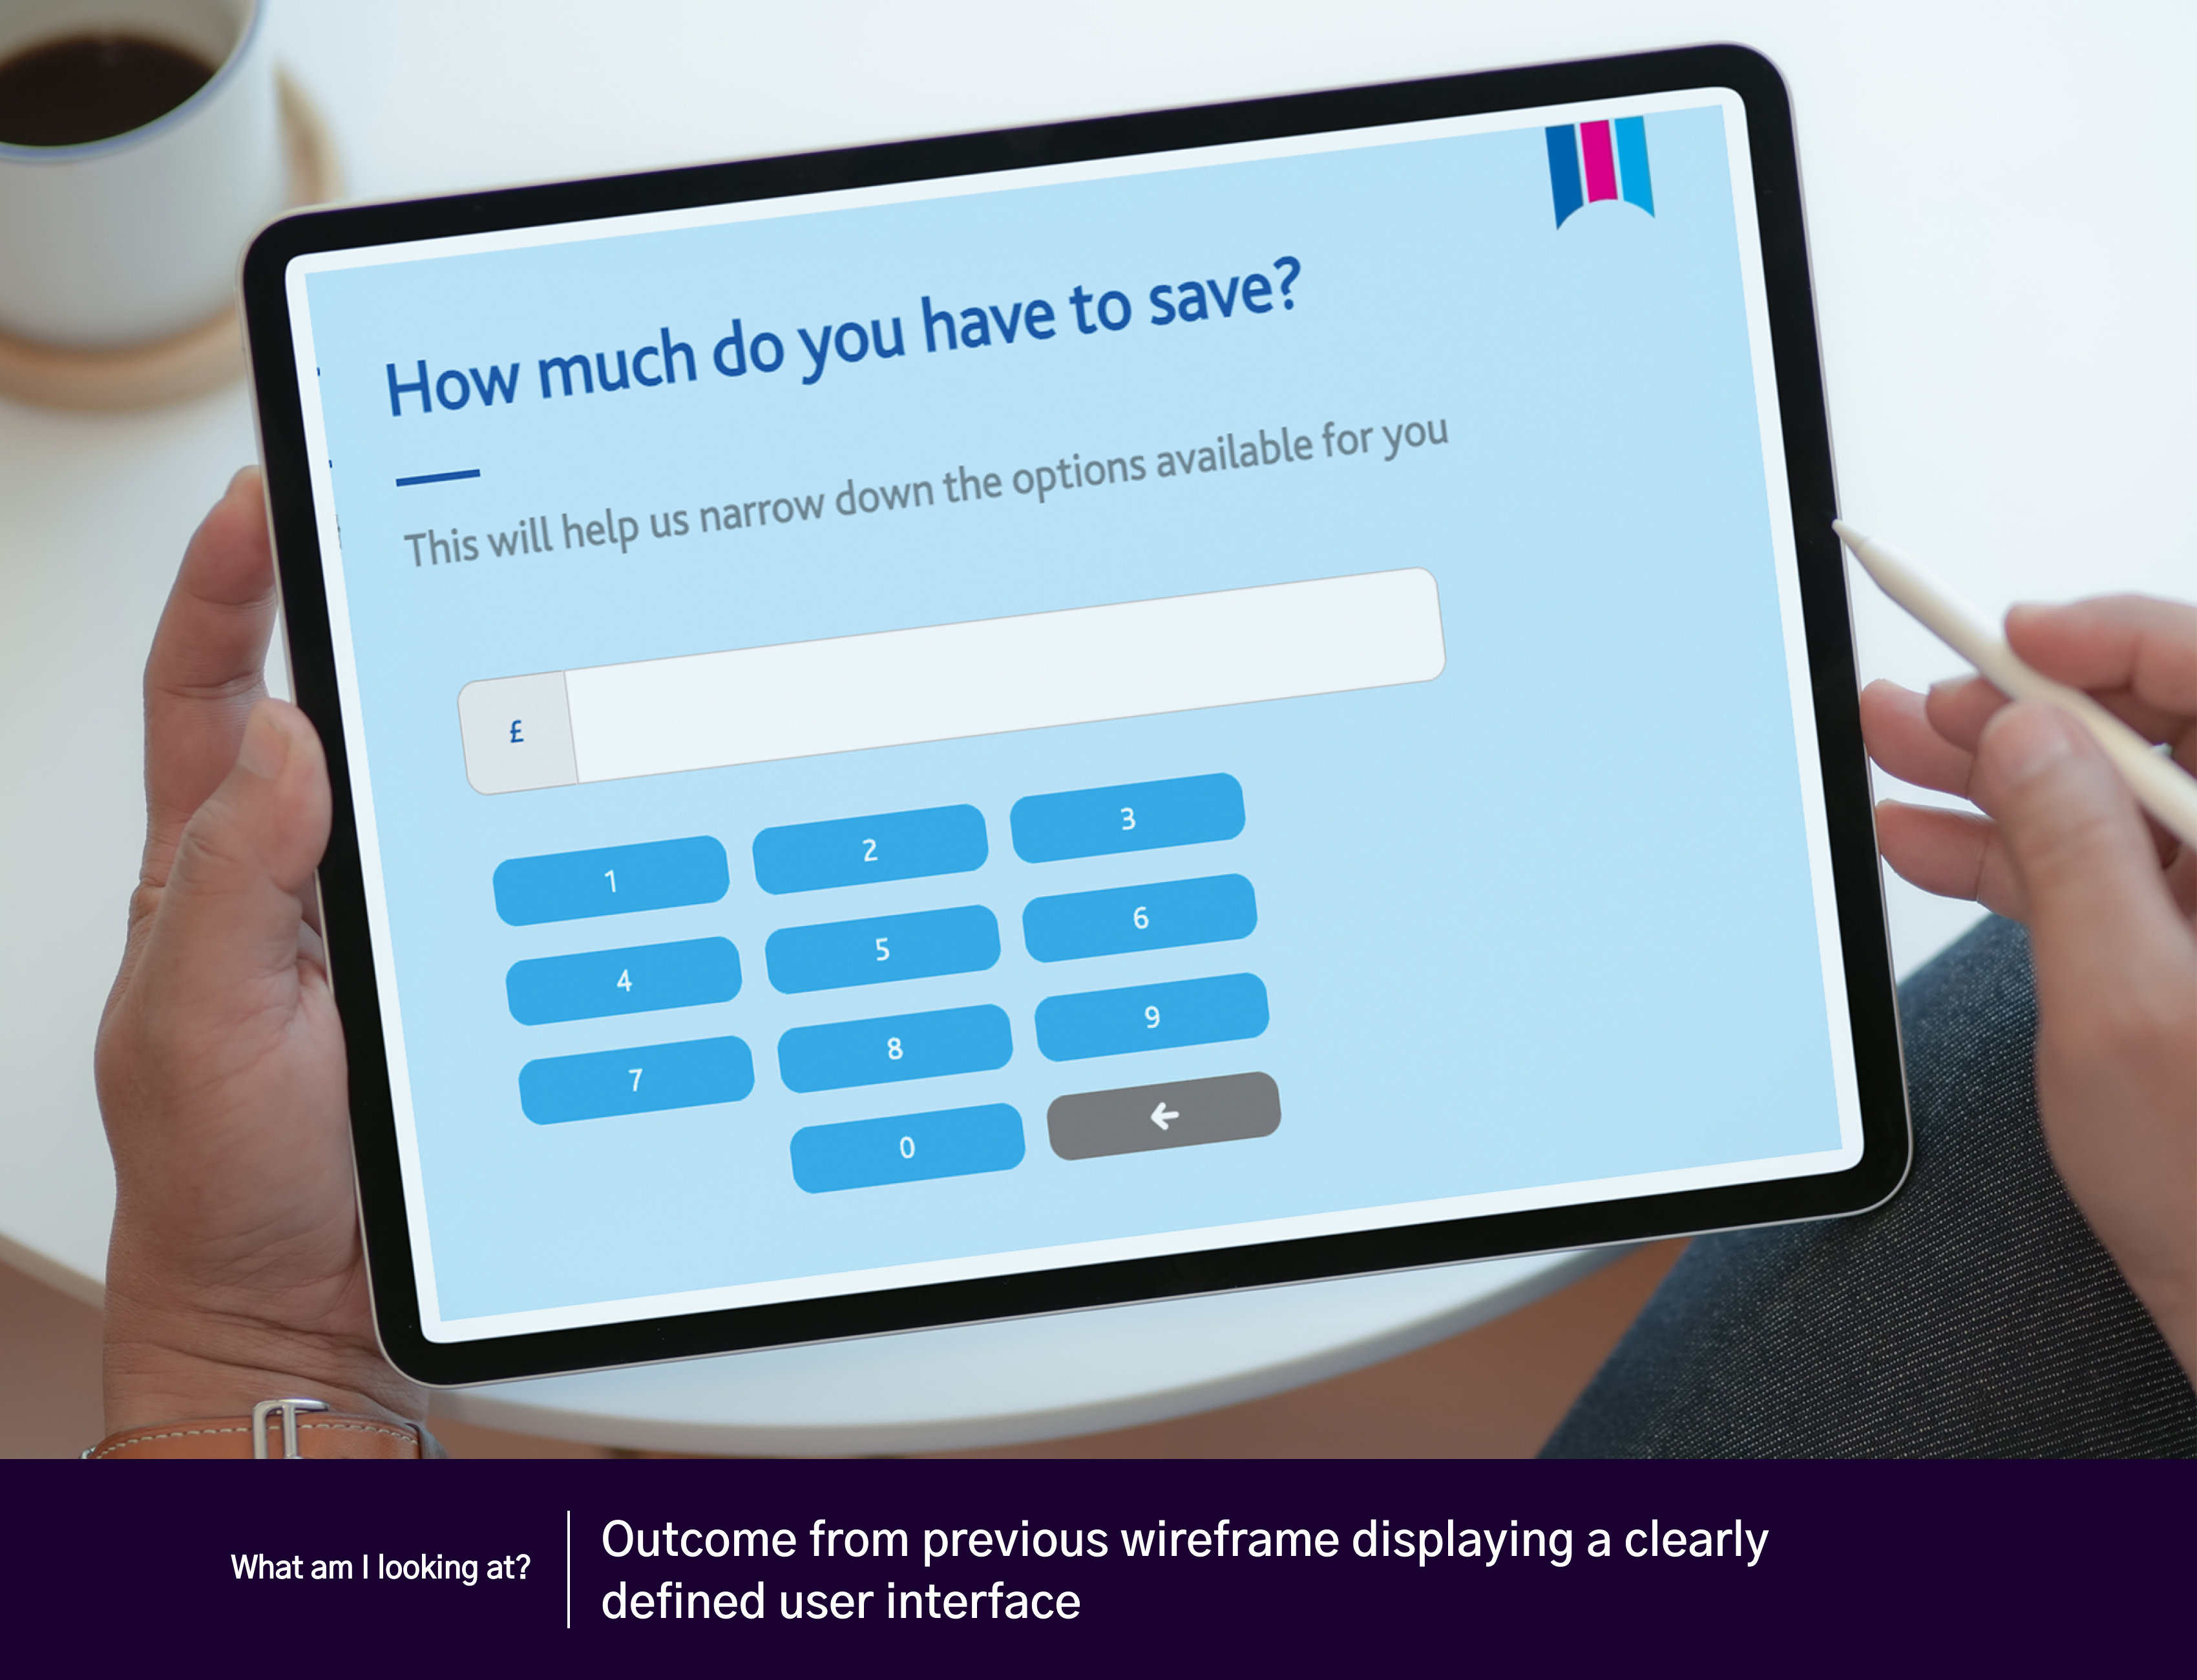 How much do you have to save?
This will help us narrow down the options available for you
£
1 2 3
4 5 6
7 8 9
0 ←
What am I looking at?
Outcome from previous wireframe displaying a clearly
defined user interface